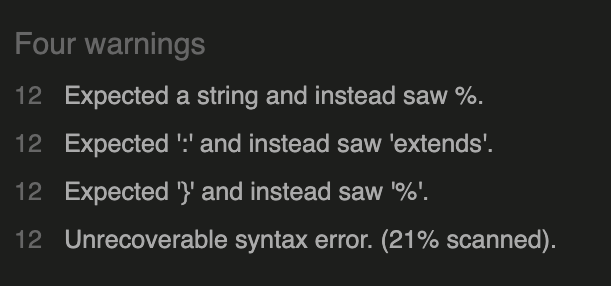 Four warnings
12 Expected a string and instead saw %.
12 Expected ':' and instead saw 'extends'.
12 Expected '}' and instead saw '%'.
12 Unrecoverable syntax error. (21% scanned).